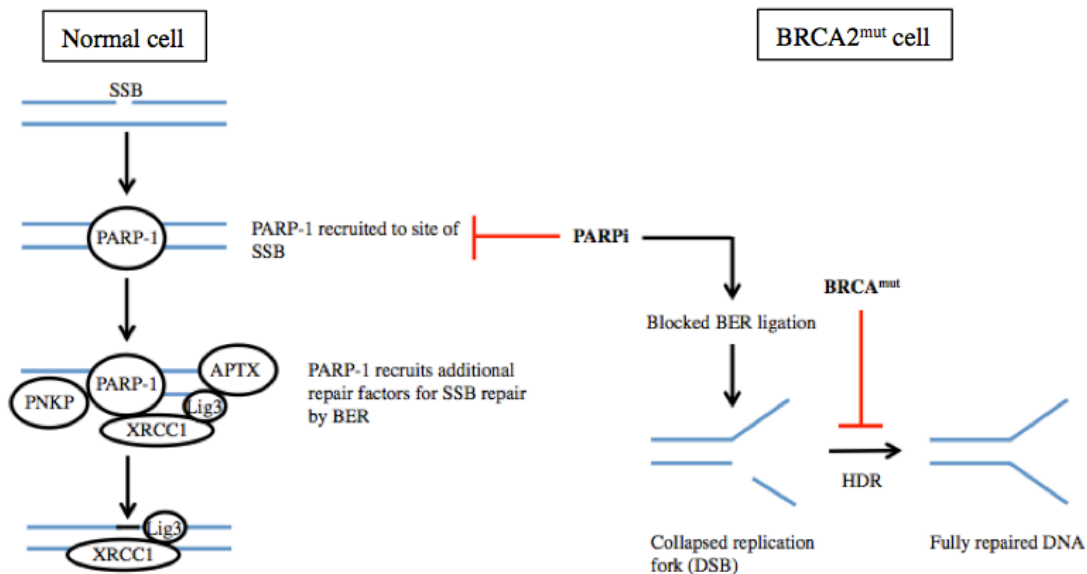 Normal cell
BRCA2mut cell
SSB
PARP-1
PARP-1 recruited to site of
SSB
PARPi
BRCAmut
Blocked BER ligation
PNKP
PARP-1
APTX
Lig3
XRCC1
PARP-1 recruits additional
repair factors for SSB repair
by BER
HDR
Lig3
XRCC1
Collapsed replication
fork (DSB)
Fully repaired DNA